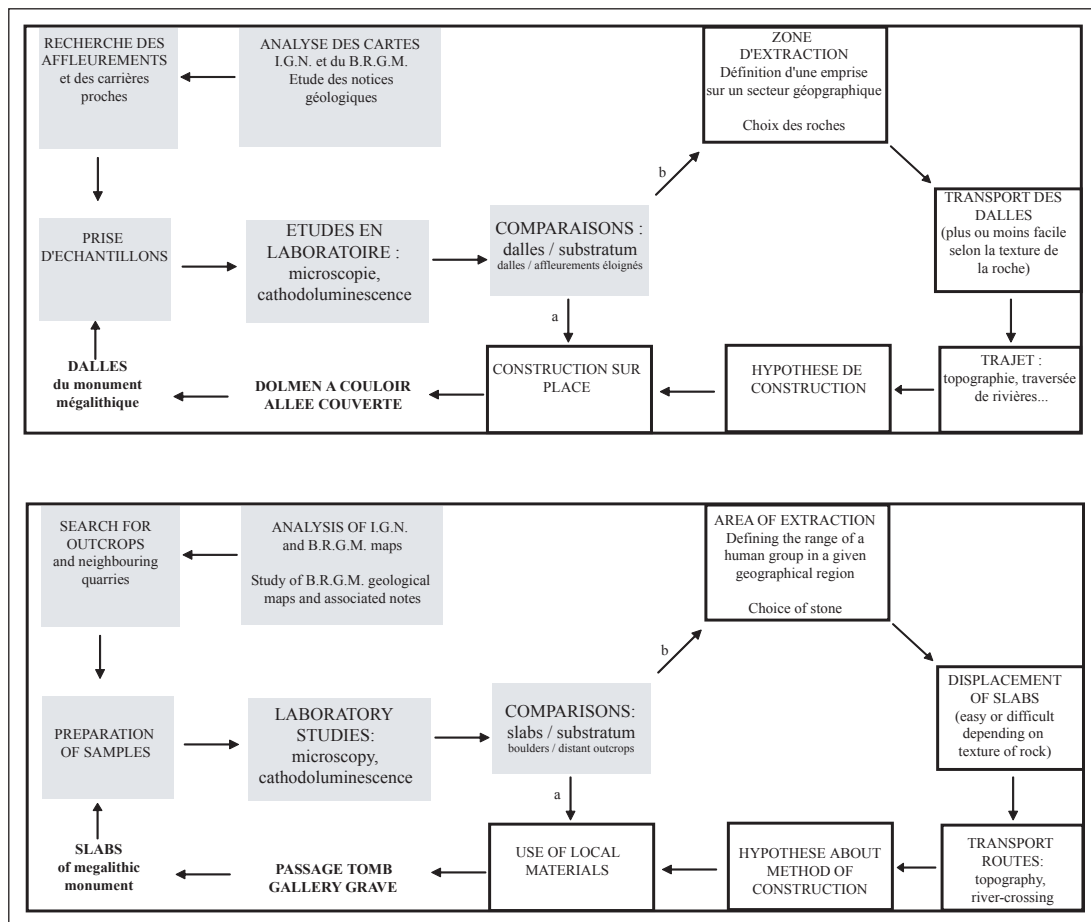 RECHERCHE DES
AFFLEUREMENTS
et des carrières
proches
ANALYSE DES CARTES
I.G.N. et du B.R.G.M.
Etude des notices
géologiques
ZONE
D'EXTRACTION
Définition d'une emprise
sur un secteur géopgraphique
Choix des roches
b
PRISE
D'ECHANTILLONS
ETUDES EN
LABORATOIRE :
microscopie,
cathodoluminescence
COMPARAISONS :
dalles / substratum
dalles / affleurements éloignés
TRANSPORT DES
DALLES
(plus ou moins facile
selon la texture de
la roche)
a
DALLES
du monument
mégalithique
DOLMEN A COULOIR
ALLEE COUVERTE
CONSTRUCTION SUR
PLACE
HYPOTHESE DE
CONSTRUCTION
TRAJET :
topographie, traversée
de rivières...
SEARCH FOR
OUTCROPS
and neighbouring
quarries
ANALYSIS OF I.G.N.
and B.R.G.M. maps
Study of B.R.G.M. geological
maps and associated notes
AREA OF EXTRACTION
Defining the range of a
human group in a given
geographical region
Choice of stone
b
PREPARATION
OF SAMPLES
LABORATORY
STUDIES:
microscopy,
cathodoluminescence
COMPARISONS:
slabs / substratum
boulders / distant outcrops
DISPLACEMENT
OF SLABS
(easy or difficult
depending on
texture of rock)
a
SLABS
of megalithic
monument
PASSAGE TOMB
GALLERY GRAVE
USE OF LOCAL
MATERIALS
HYPOTHESE ABOUT
METHOD OF
CONSTRUCTION
TRANSPORT
ROUTES:
topography,
river-crossing